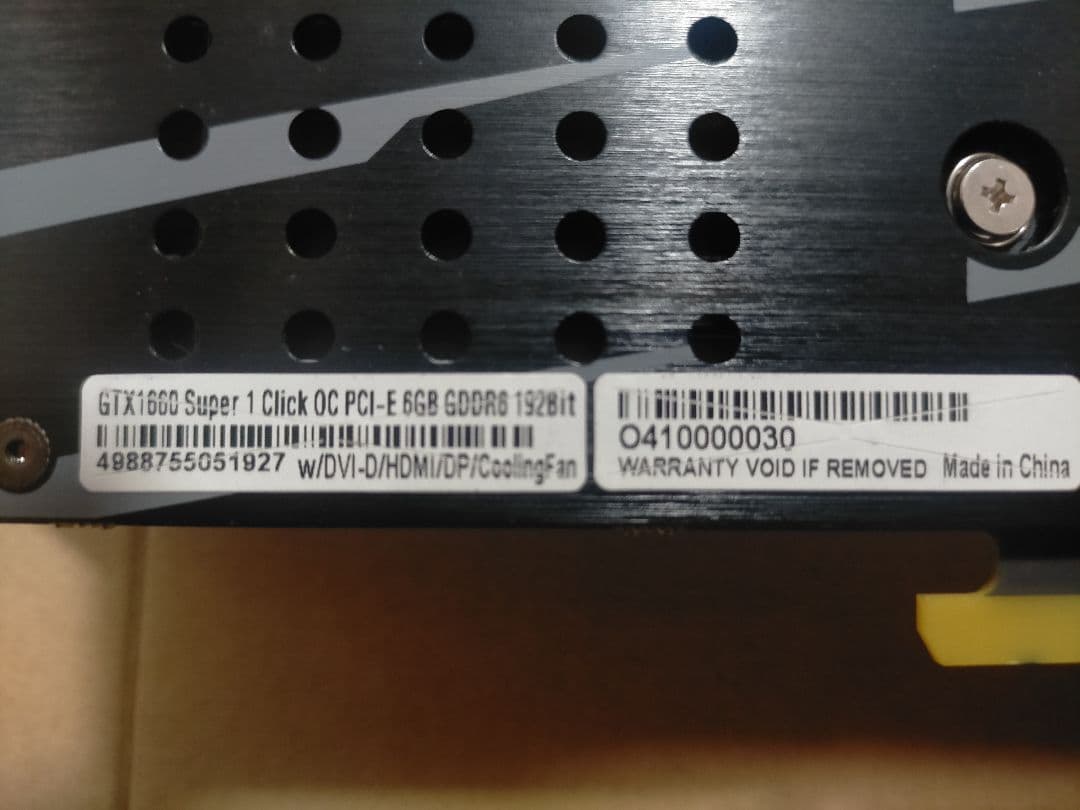 GTX1660 Super 1 Click OC PCI-E 6GB GDDR6 192Bit
4988755051927 w/DVI-D/HDMI/DP/CoolingFan
O410000030
WARRANTY VOID IF REMOVED Made in China